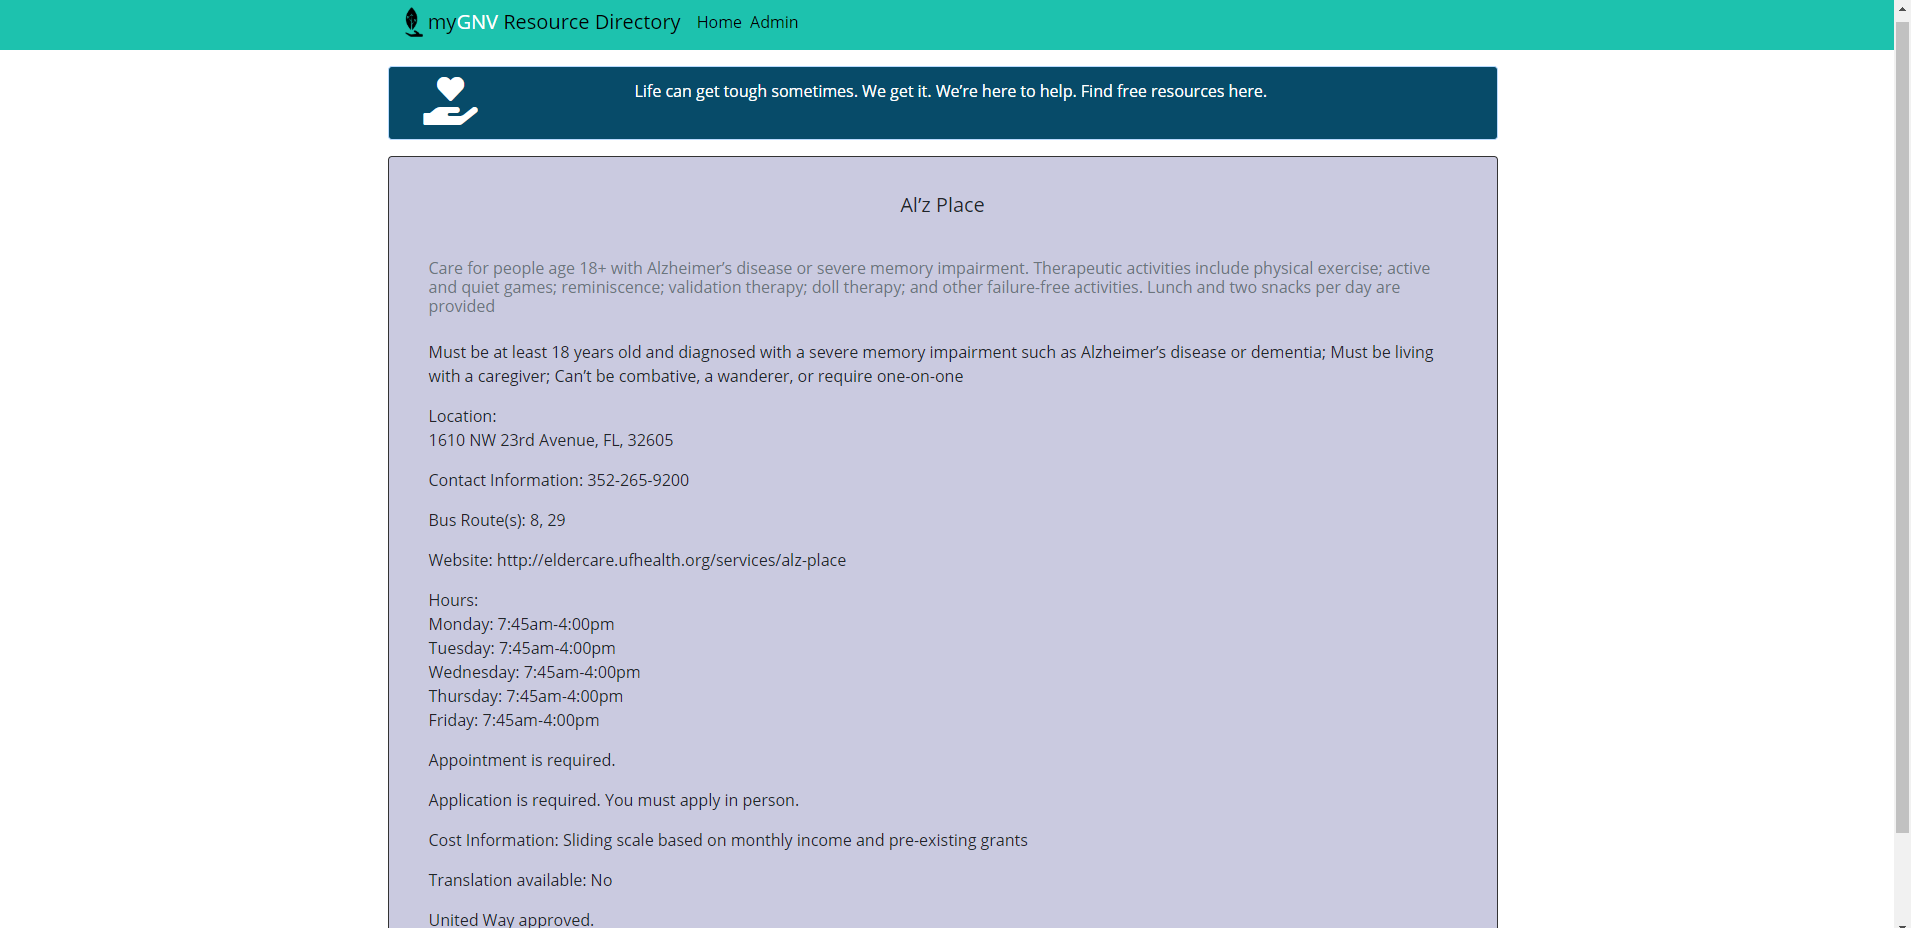 myGNV Resource Directory Home Admin
Life can get tough sometimes. We get it. We’re here to help. Find free resources here.
Al’z Place
Care for people age 18+ with Alzheimer’s disease or severe memory impairment. Therapeutic activities include physical exercise; active
and quiet games; reminiscence; validation therapy; doll therapy; and other failure-free activities. Lunch and two snacks per day are
provided
Must be at least 18 years old and diagnosed with a severe memory impairment such as Alzheimer’s disease or dementia; Must be living
with a caregiver; Can’t be combative, a wanderer, or require one-on-one
Location:
1610 NW 23rd Avenue, FL, 32605
Contact Information: 352-265-9200
Bus Route(s): 8, 29
Website: http://eldercare.ufhealth.org/services/alz-place
Hours:
Monday: 7:45am-4:00pm
Tuesday: 7:45am-4:00pm
Wednesday: 7:45am-4:00pm
Thursday: 7:45am-4:00pm
Friday: 7:45am-4:00pm
Appointment is required.
Application is required. You must apply in person.
Cost Information: Sliding scale based on monthly income and pre-existing grants
Translation available: No
United Way approved.